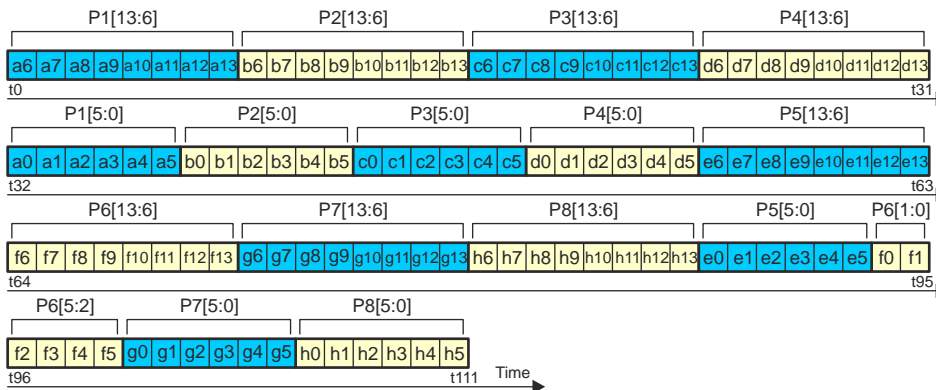 P1[13:6] P2[13:6] P3[13:6] P4[13:6]
a6 a7 a8 a9 a10 a11 a12 a13 b6 b7 b8 b9 b10 b11 b12 b13 c6 c7 c8 c9 c10 c11 c12 c13 d6 d7 d8 d9 d10 d11 d12 d13
t0 t31
P1[5:0] P2[5:0] P3[5:0] P4[5:0] P5[13:6]
a0 a1 a2 a3 a4 a5 b0 b1 b2 b3 b4 b5 c0 c1 c2 c3 c4 c5 d0 d1 d2 d3 d4 d5 e6 e7 e8 e9 e10 e11 e12 e13
t32 t63
P6[13:6] P7[13:6] P8[13:6] P5[5:0] P6[1:0]
f6 f7 f8 f9 f10 f11 f12 f13 g6 g7 g8 g9 g10 g11 g12 g13 h6 h7 h8 h9 h10 h11 h12 h13 e0 e1 e2 e3 e4 e5 f0 f1
t64 t95
P6[5:2] P7[5:0] P8[5:0]
f2 f3 f4 f5 g0 g1 g2 g3 g4 g5 h0 h1 h2 h3 h4 h5
t96 t111 Time